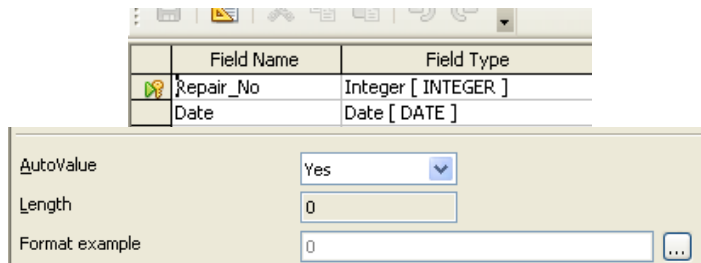 Field Name Field Type
Repair_No Integer [ INTEGER ]
Date Date [ DATE ]
AutoValue Yes
Length 0
Format example 0 ...